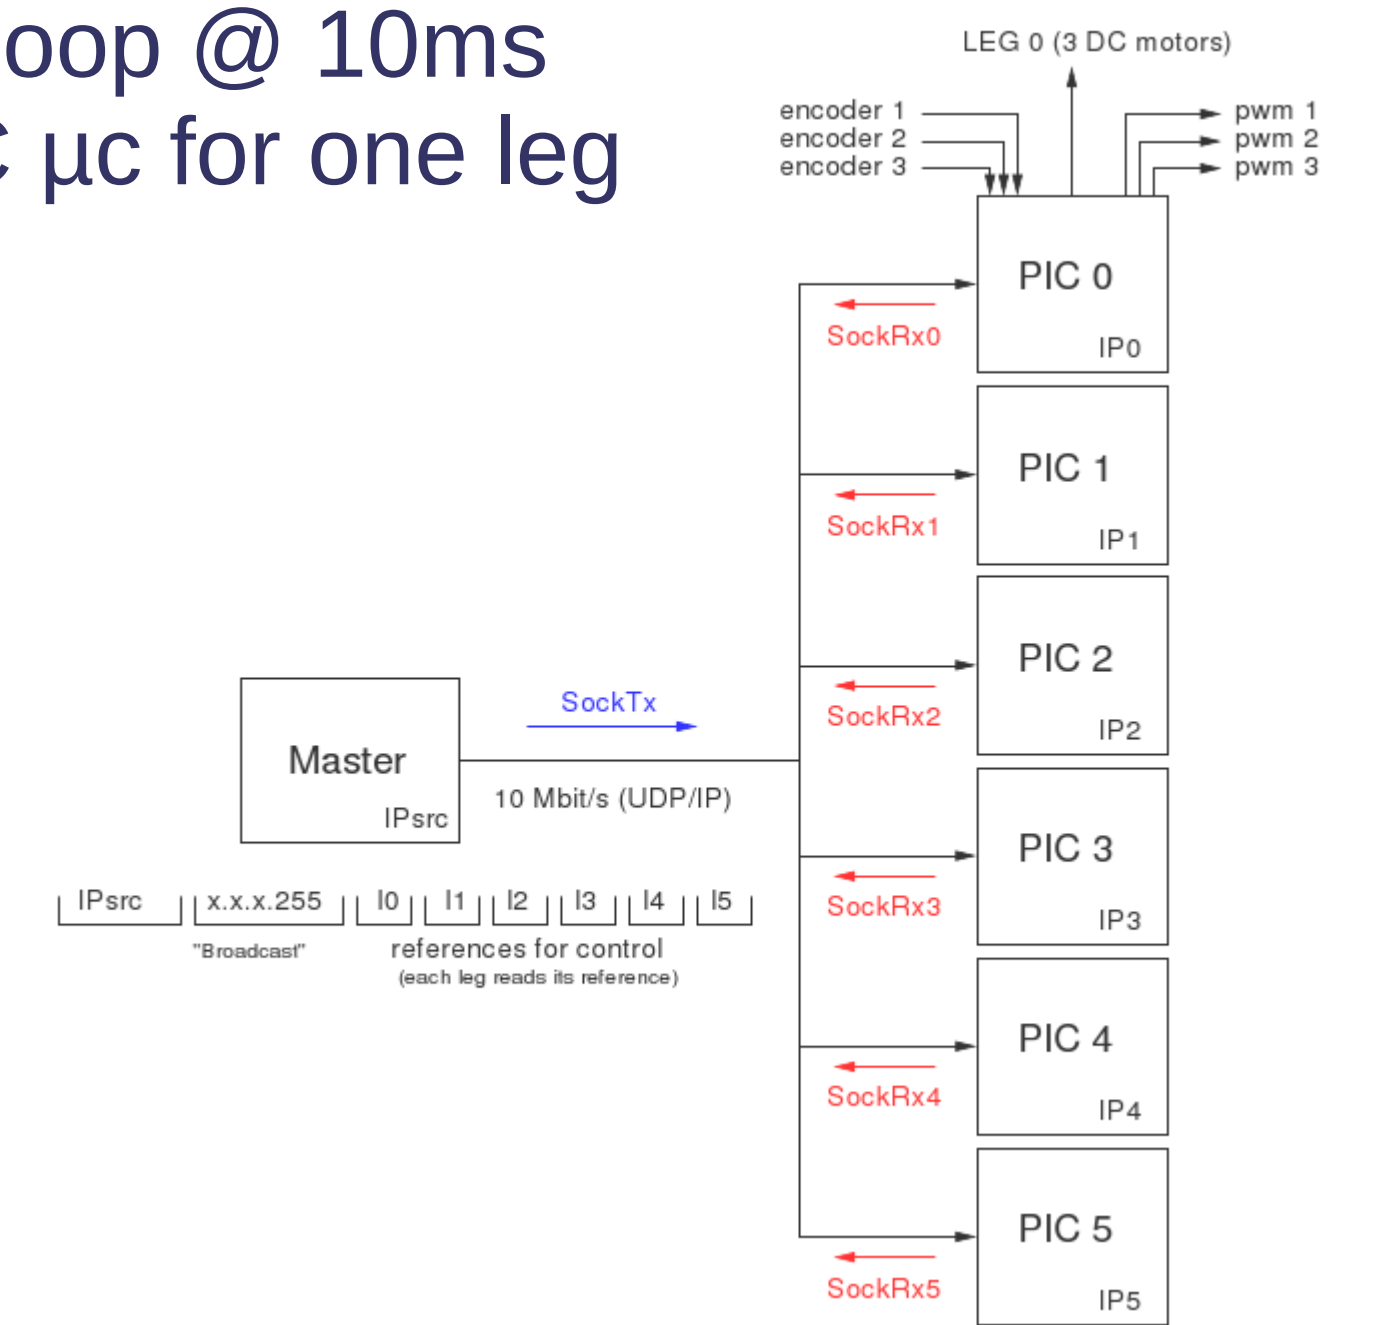 oop @ 10ms
C µc for one leg
LEG 0 (3 DC motors)
encoder 1
encoder 2
encoder 3
pwm 1
pwm 2
pwm 3
PIC 0
IP0
SockRx0
PIC 1
IP1
SockRx1
PIC 2
IP2
SockRx2
SockTx
Master
IPsrc
10 Mbit/s (UDP/IP)
PIC 3
IP3
SockRx3
IPsrc x.x.x.255 I0 I1 I2 I3 I4 I5
"Broadcast" references for control
(each leg reads its reference)
PIC 4
IP4
SockRx4
PIC 5
IP5
SockRx5